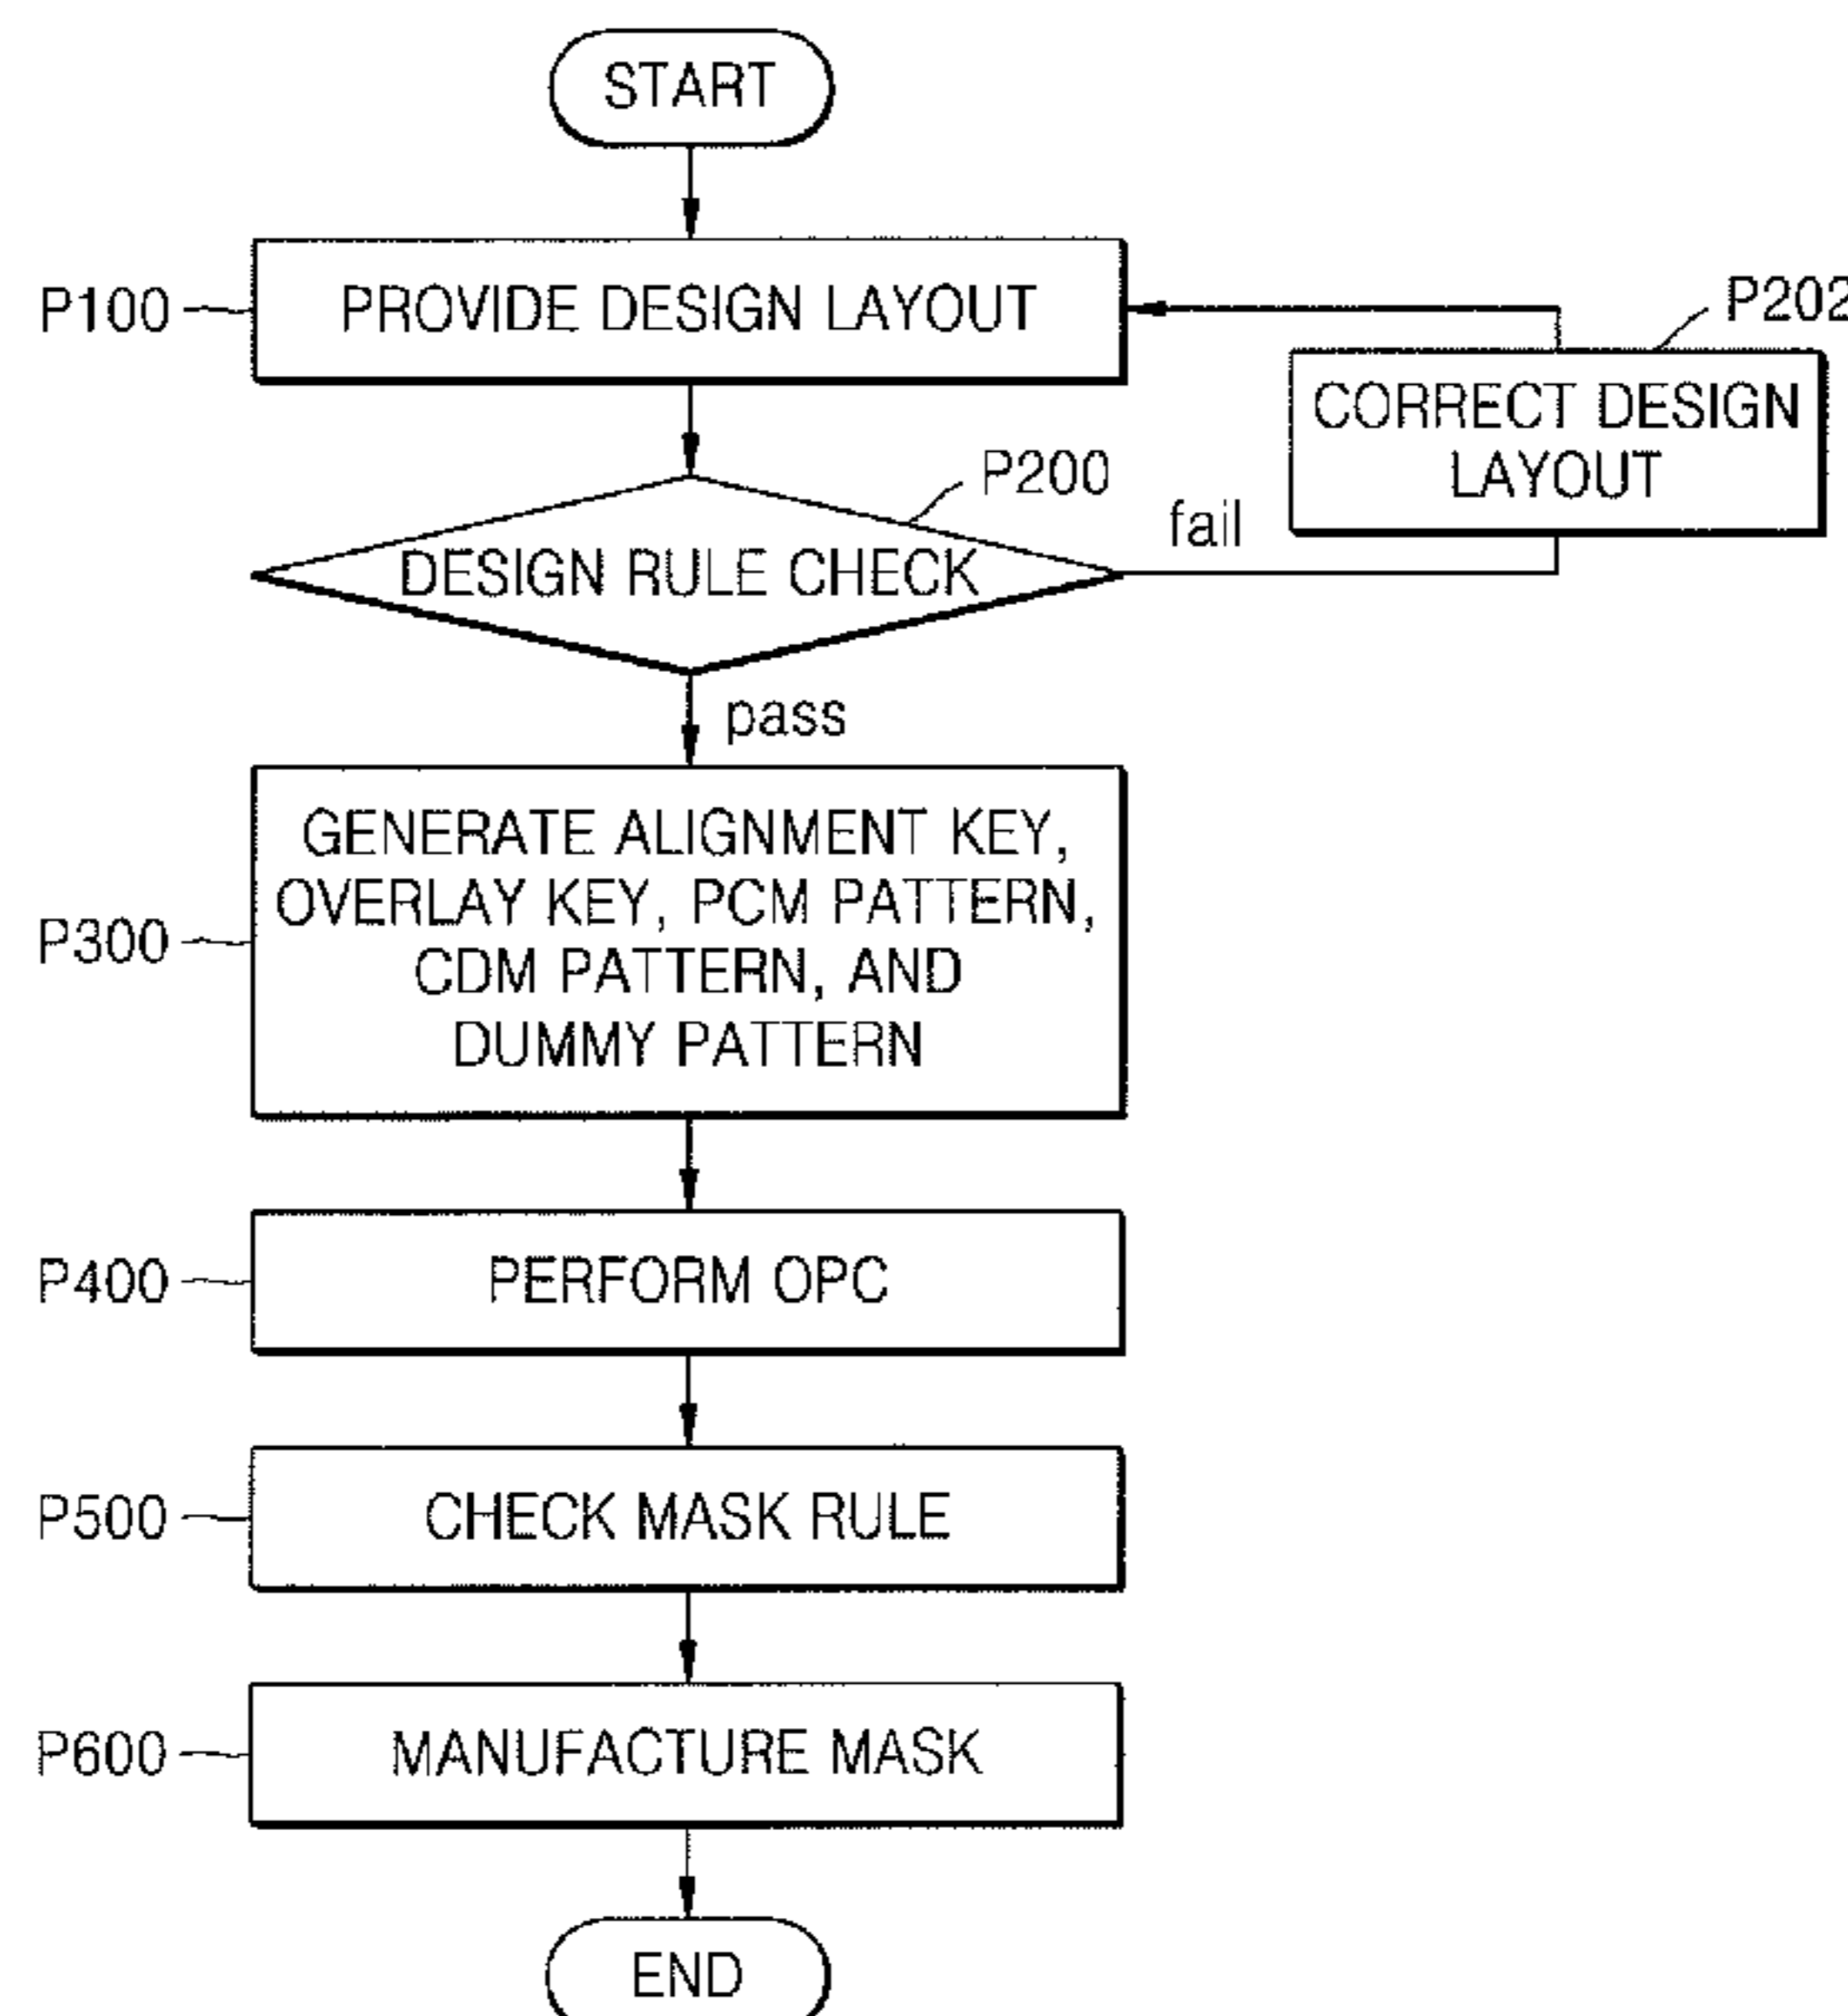 START
P100
PROVIDE DESIGN LAYOUT
P202
CORRECT DESIGN
LAYOUT
P200
DESIGN RULE CHECK
fail
pass
P300
GENERATE ALIGNMENT KEY,
OVERLAY KEY, PCM PATTERN,
CDM PATTERN, AND
DUMMY PATTERN
P400
PERFORM OPC
P500
CHECK MASK RULE
P600
MANUFACTURE MASK
END